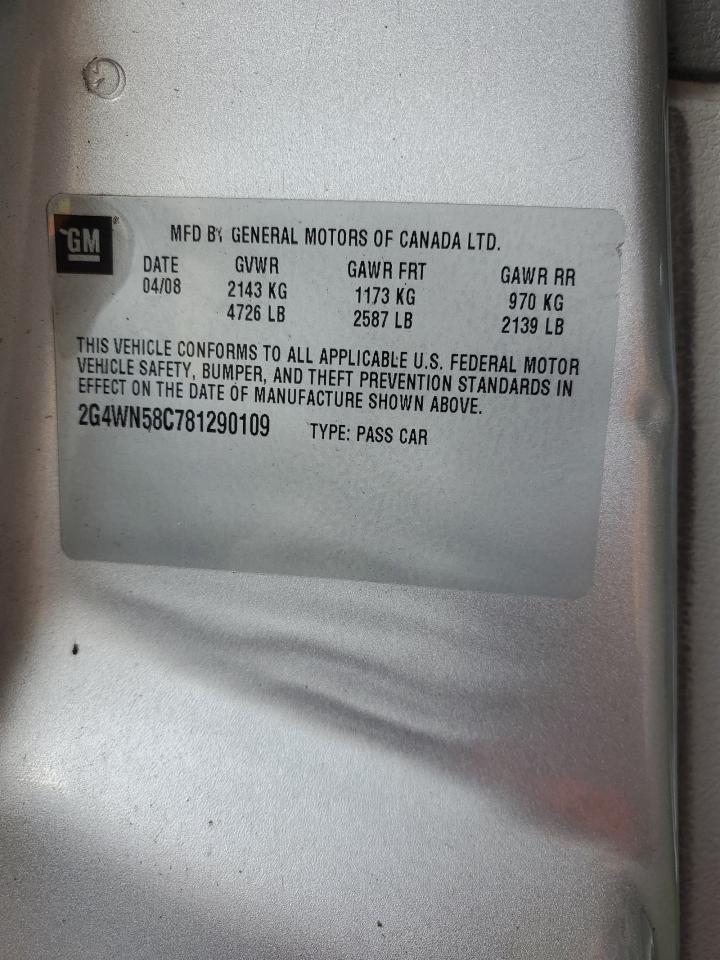 GM®
MFD BY GENERAL MOTORS OF CANADA LTD.
DATE GVWR GAWR FRT GAWR RR
04/08 2143 KG 1173 KG 970 KG
4726 LB 2587 LB 2139 LB
THIS VEHICLE CONFORMS TO ALL APPLICABLE U.S. FEDERAL MOTOR
VEHICLE SAFETY, BUMPER, AND THEFT PREVENTION STANDARDS IN
EFFECT ON THE DATE OF MANUFACTURE SHOWN ABOVE.
2G4WN58C781290109 TYPE: PASS CAR